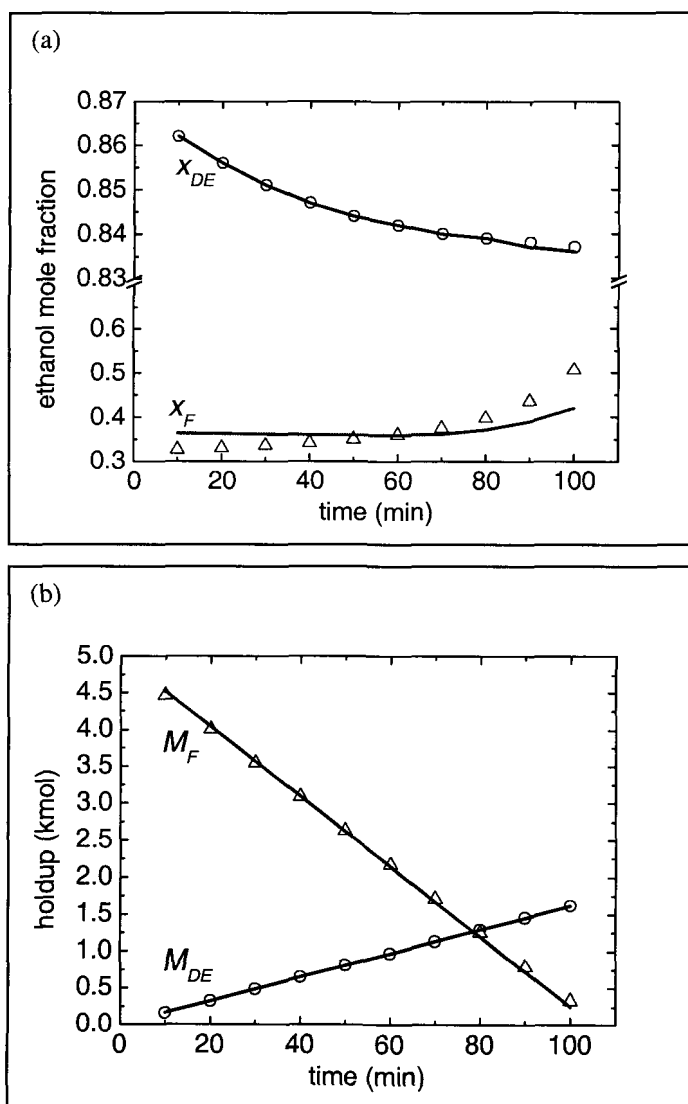 (a)
0.87
0.86
0.85
0.84
0.83
0.6
0.5
0.4
0.3
x_DE
x_F
ethanol mole fraction
0 20 40 60 80 100
time (min)
(b)
5.0
4.5
4.0
3.5
3.0
2.5
2.0
1.5
1.0
0.5
0.0
M_F
M_DE
holdup (kmol)
0 20 40 60 80 100
time (min)